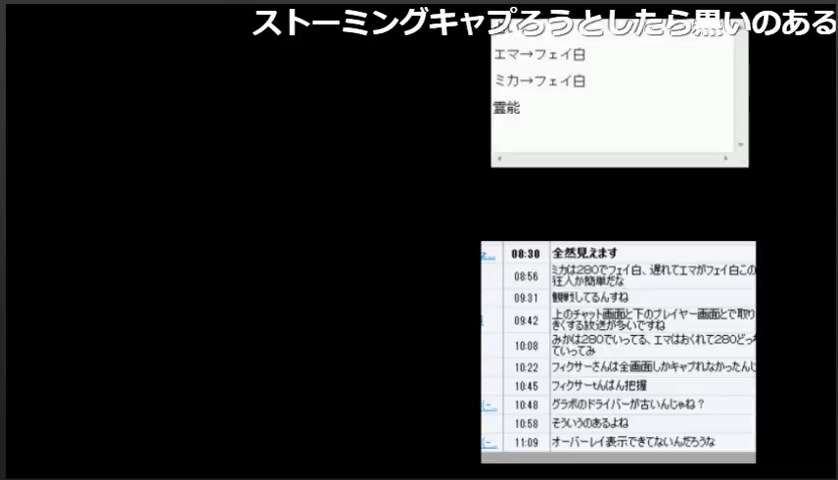 ストーミングキャプろうとしたら黒いのある
エマ→フェイ白
ミカ→フェイ白
霊能
08:30 全然見えます
08:56 ミカは280でフェイ白、遅れてエマがフェイ白この
狂人か簡単だな
09:31 観戦してるんすね
09:42 上のチャット画面と下のプレイヤー画面とで取り
きくする放送が多いですね
10:08 みかは280でいってる、エマはおくれて280どっ
ていってみ
10:22 フィクサーさんは全画面しかキャプれなかったんじ
10:45 フィクサーtんぱん把握
10:48 グラボのドライバーが古いんじゃね？
10:58 そういうのあるよね
11:09 オーバーレイ表示できてないんだろうな